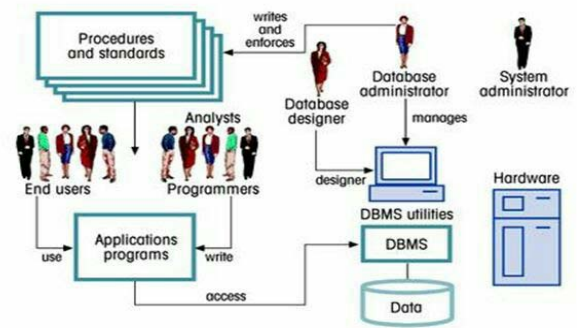 writes
and
enforces
Procedures
and standards
Database
designer
Database
administrator
System
administrator
manages
Analysts
End users
Programmers
designer
Hardware
DBMS utilities
Applications
programs
use
write
DBMS
access
Data